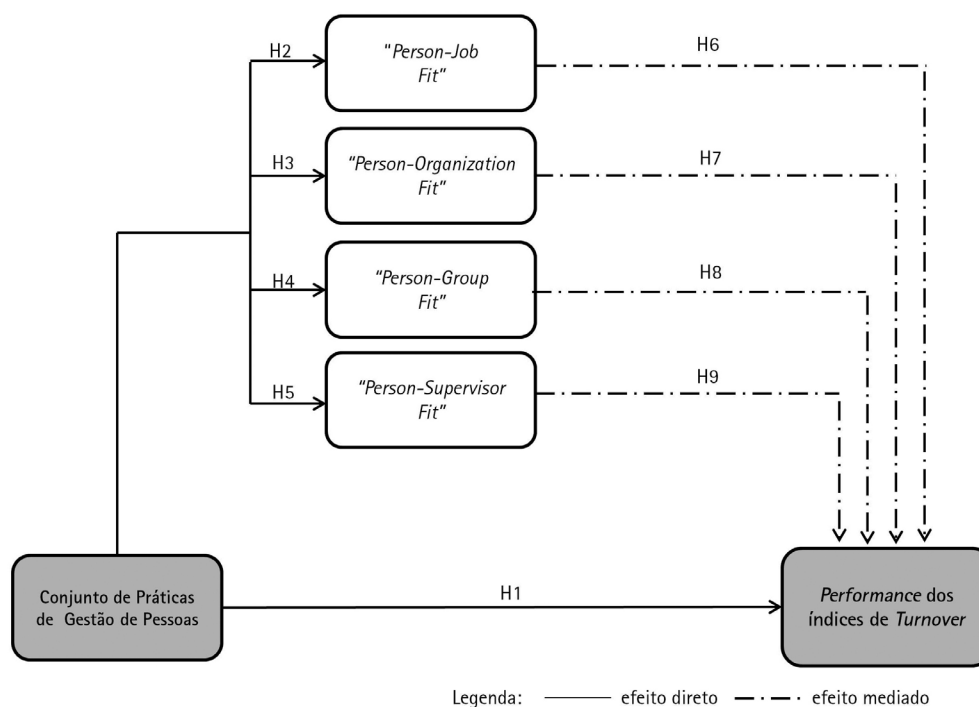 H2
"Person-Job
Fit"
H6
H3
"Person-Organization
Fit"
H7
H4
"Person-Group
Fit"
H8
H5
"Person-Supervisor
Fit"
H9
Conjunto de Práticas
de Gestão de Pessoas
H1
Performance dos
índices de Turnover
Legenda: efeito direto efeito mediado